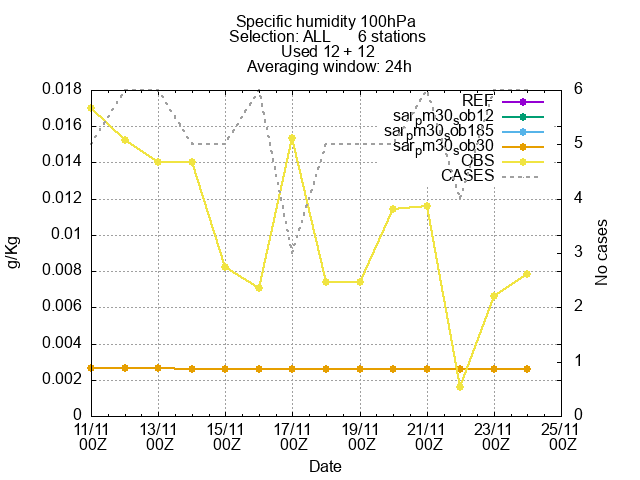 Specific humidity 100hPa
Selection: ALL 6 stations
Used 12 + 12
Averaging window: 24h
0.018
0.016
0.014
0.012
0.01
0.008
0.006
0.004
0.002
0
g/Kg
6
5
4
3
2
1
0
No cases
REF
sarpm30sob12
sarpm30sob185
sarpm30sob30
OBS
CASES
11/11 13/11 15/11 17/11 19/11 21/11 23/11 25/11
00Z 00Z 00Z 00Z 00Z 00Z 00Z 00Z
Date